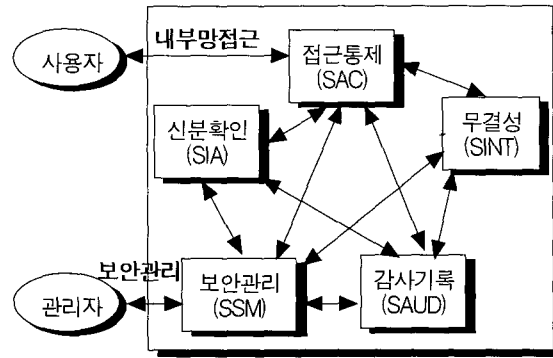 내부망접근
사용자
접근통제
(SAC)
신분확인
(SIA)
무결성
(SINT)
보안관리
관리자
보안관리
(SSM)
감사기록
(SAUD)